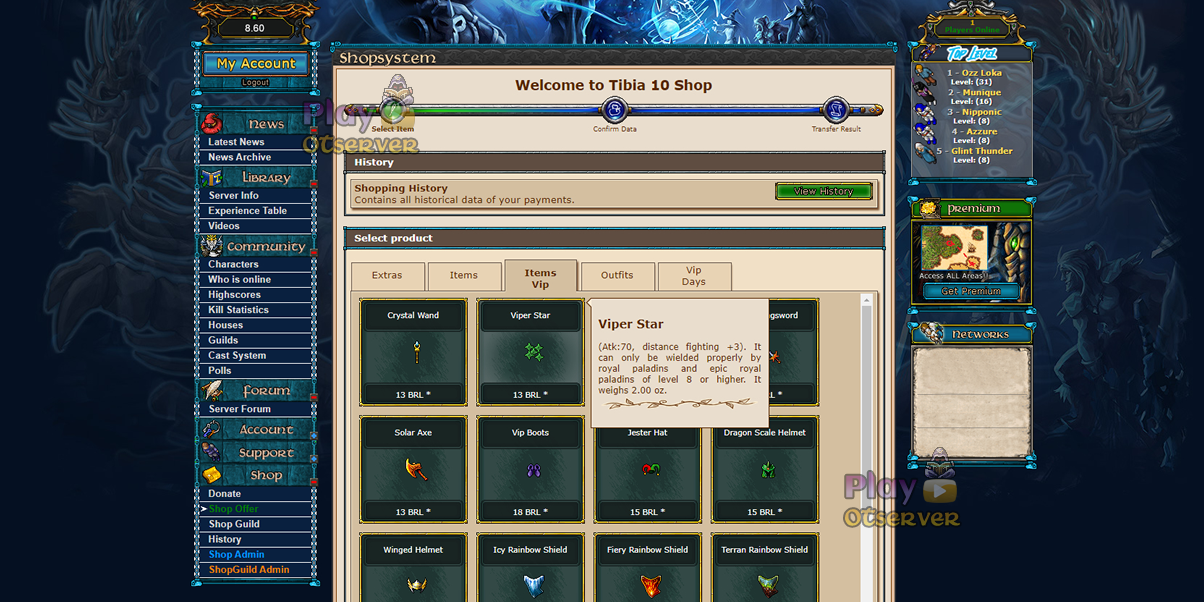 8.60
My Account
Logout
News
Latest News
News Archive
Library
Server Info
Experience Table
Videos
Community
Characters
Who is online
Highscores
Kill Statistics
Houses
Guilds
Cast System
Polls
Forum
Server Forum
Account
Support
Shop
Donate
Shop Offer
Shop Guild
History
Shop Admin
ShopGuild Admin
Shopsystem
Welcome to Tibia 10 Shop
Select Item
Confirm Data
Transfer Result
Play
Otserver
History
Shopping History
Contains all historical data of your payments.
View History
Select product
Extras
Items
Items
Vip
Outfits
Vip
Days
Crystal Wand
13 BRL *
Viper Star
13 BRL *
Viper Star
(Atk:70, distance fighting +3). It
can only be wielded properly by
royal paladins and epic royal
paladins of level 8 or higher. It
weighs 2.00 oz.
Solar Axe
13 BRL *
Vip Boots
18 BRL *
Jester Hat
15 BRL *
Dragon Scale Helmet
15 BRL *
Winged Helmet
Icy Rainbow Shield
Fiery Rainbow Shield
Terran Rainbow Shield
1
Players Online
Top Level
1 - Ozz Loka
Level: (31)
2 - Munique
Level: (16)
3 - Nipponic
Level: (8)
4 - Azzure
Level: (8)
5 - Glint Thunder
Level: (8)
Premium
Access ALL Areas!
Get Premium
Networks
Play
Otserver